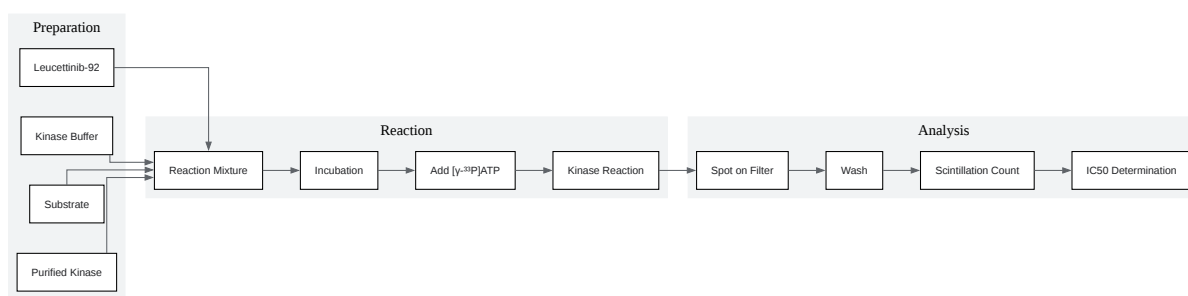 Preparation
Leucettinib-92
Kinase Buffer
Substrate
Purified Kinase
Reaction
Reaction Mixture
Incubation
Add [γ-³³P]ATP
Kinase Reaction
Analysis
Spot on Filter
Wash
Scintillation Count
IC50 Determination